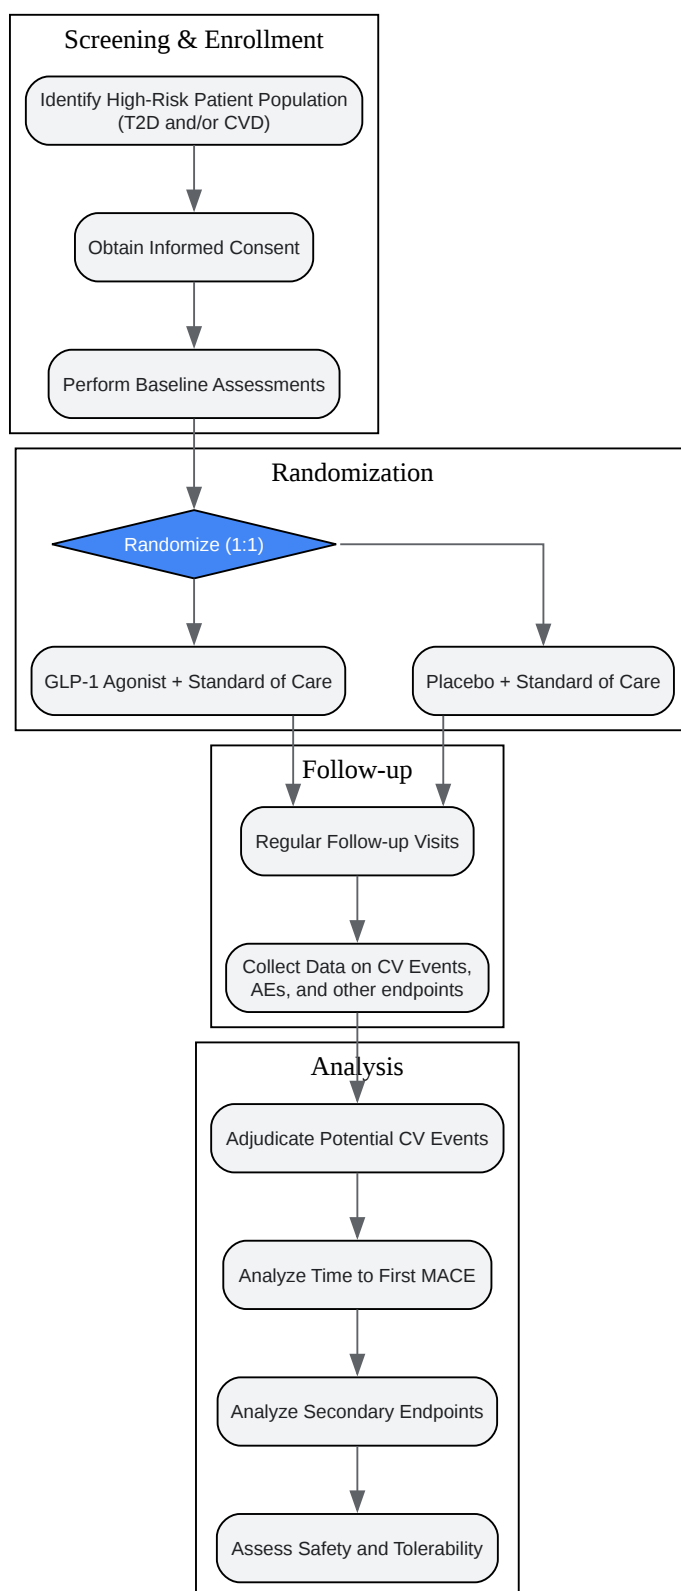 Screening & Enrollment
Identify High-Risk Patient Population
(T2D and/or CVD)
Obtain Informed Consent
Perform Baseline Assessments
Randomization
Randomize (1:1)
GLP-1 Agonist + Standard of Care
Placebo + Standard of Care
Follow-up
Regular Follow-up Visits
Collect Data on CV Events,
AEs, and other endpoints
Analysis
Adjudicate Potential CV Events
Analyze Time to First MACE
Analyze Secondary Endpoints
Assess Safety and Tolerability